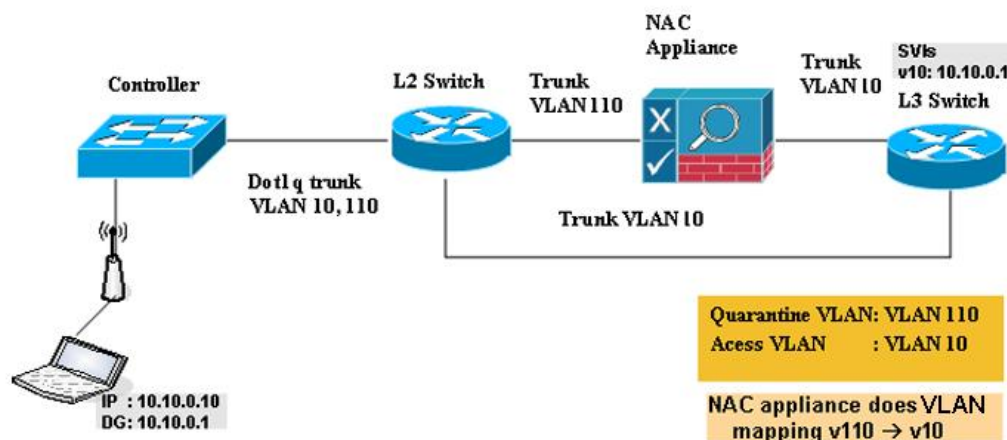 NAC
Appliance
SVIs
v10: 10.10.0.1
Controller
L2 Switch
Trunk
VLAN 110
Trunk
VLAN 10
L3 Switch
Dot1q trunk
VLAN 10, 110
Trunk VLAN 10
Quarantine VLAN: VLAN 110
Acess VLAN : VLAN 10
IP : 10.10.0.10
DG: 10.10.0.1
NAC appliance does VLAN
mapping v110 → v10